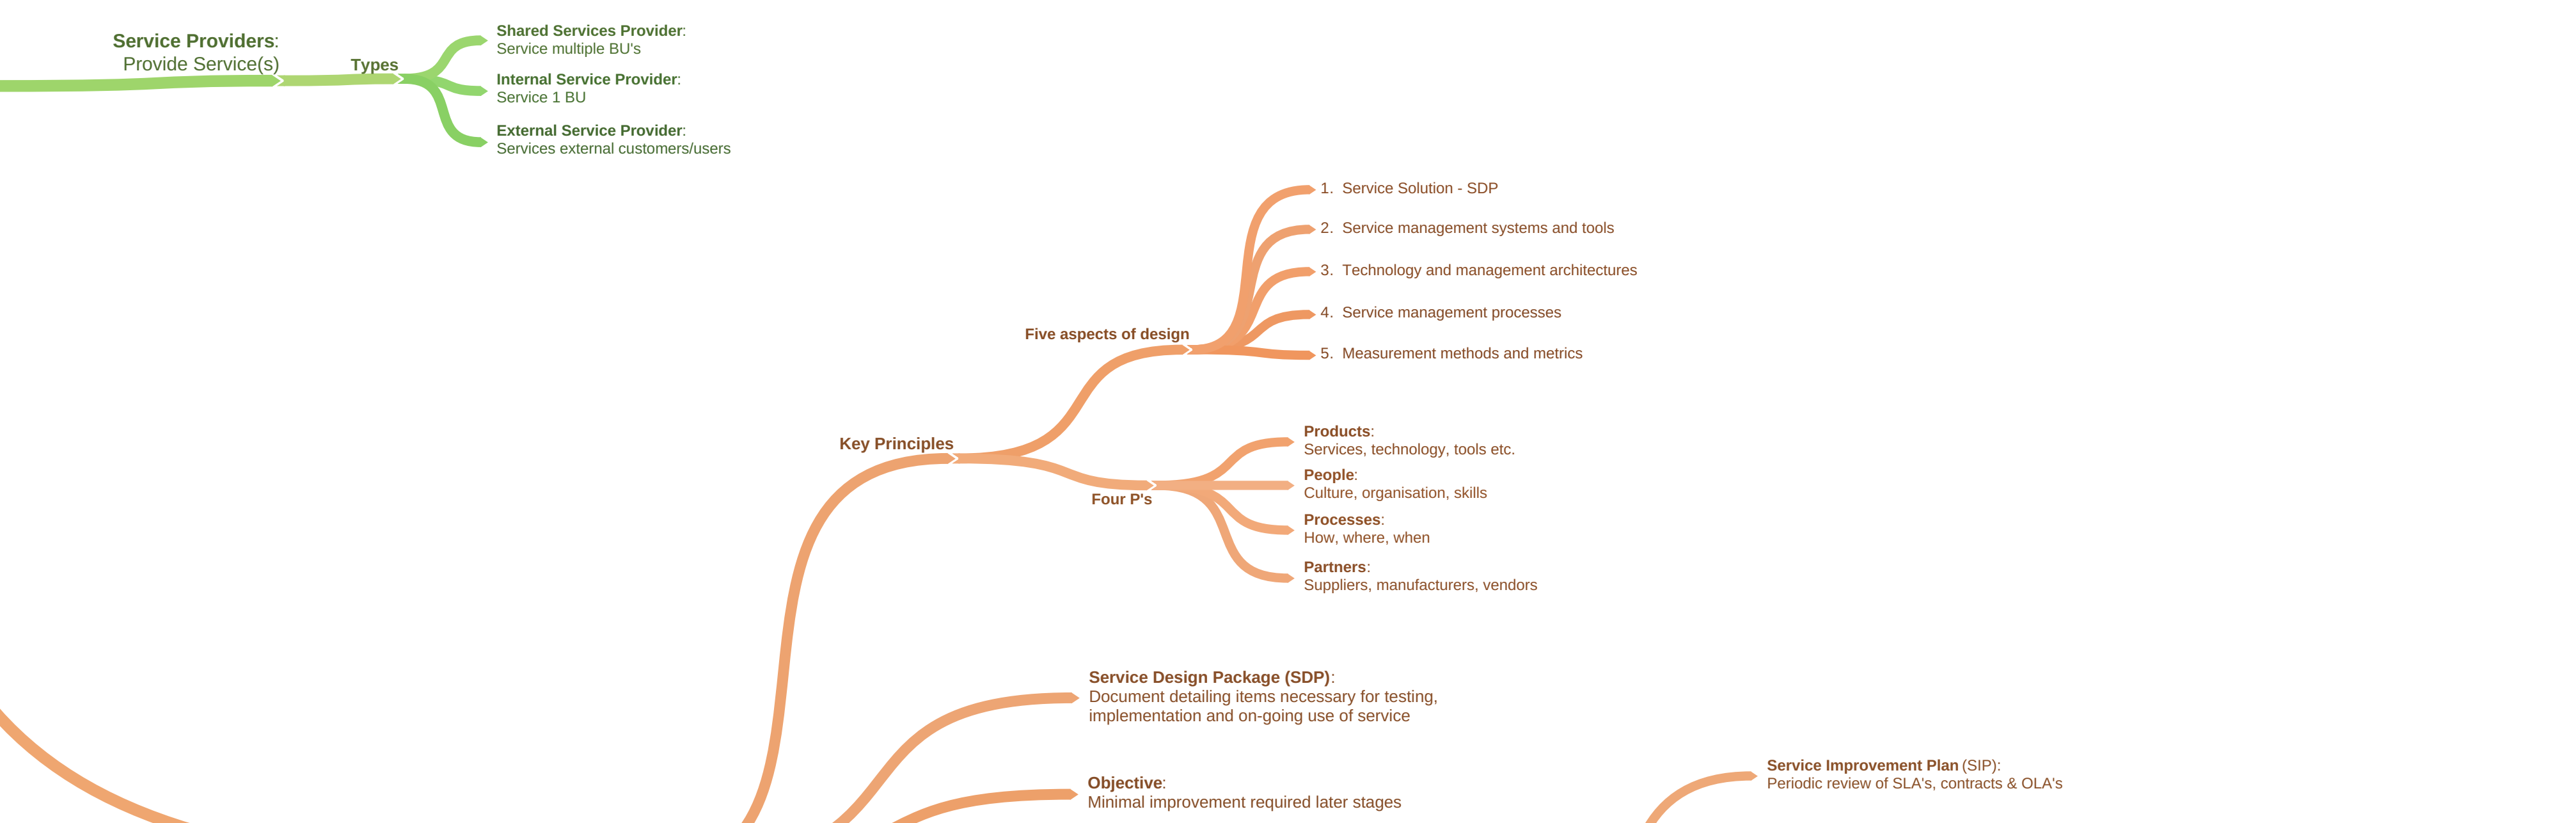 Service Providers:
Provide Service(s)
Types
Shared Services Provider:
Service multiple BU's
Internal Service Provider:
Service 1 BU
External Service Provider:
Services external customers/users
Key Principles
Five aspects of design
1. Service Solution - SDP
2. Service management systems and tools
3. Technology and management architectures
4. Service management processes
5. Measurement methods and metrics
Four P's
Products:
Services, technology, tools etc.
People:
Culture, organisation, skills
Processes:
How, where, when
Partners:
Suppliers, manufacturers, vendors
Service Design Package (SDP):
Document detailing items necessary for testing,
implementation and on-going use of service
Objective:
Minimal improvement required later stages
Service Improvement Plan (SIP):
Periodic review of SLA's, contracts & OLA's